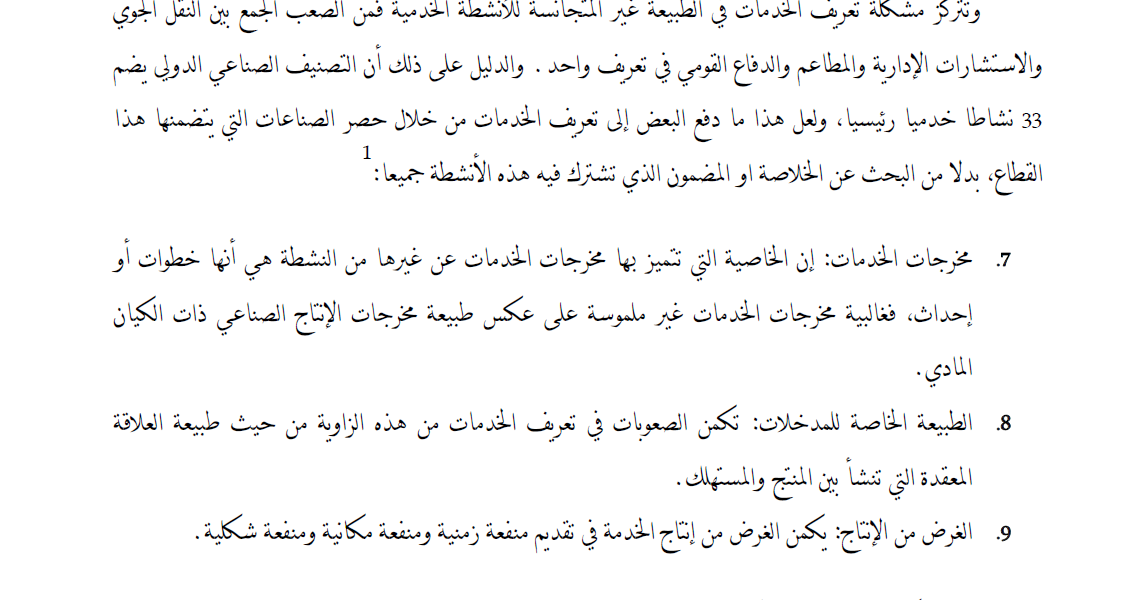 وتتركز مشكلة تعريف الخدمات في الطبيعة غير المتجانسة للأنشطة الخدمية فمن الصعب الجمع بين النقل الجوي
والاستشارات الإدارية والمطاعم والدفاع القومي في تعريف واحد . والدليل على ذلك أن التصنيف الصناعي الدولي يضم
33 نشاطا خدميا رئيسيا، ولعل هذا ما دفع البعض إلى تعريف الخدمات من خلال حصر الصناعات التي يتضمنها هذا
القطاع، بدلا من البحث عن الخلاصة او المضمون الذي تشترك فيه هذه الأنشطة جميعا:1
7. مخرجات الخدمات: إن الخاصية التي تتميز بها مخرجات الخدمات عن غيرها من النشطة هي أنها خطوات أو
إحداث، فغالبية مخرجات الخدمات غير ملموسة على عكس طبيعة مخرجات الإنتاج الصناعي ذات الكيان
المادي.
8. الطبيعة الخاصة للمدخلات: تكمن الصعوبات في تعريف الخدمات من هذه الزاوية من حيث طبيعة العلاقة
المعقدة التي تنشأ بين المنتج والمستهلك.
9. الغرض من الإنتاج: يكمن الغرض من إنتاج الخدمة في تقديم منفعة زمنية ومنفعة مكانية ومنفعة شكلية.